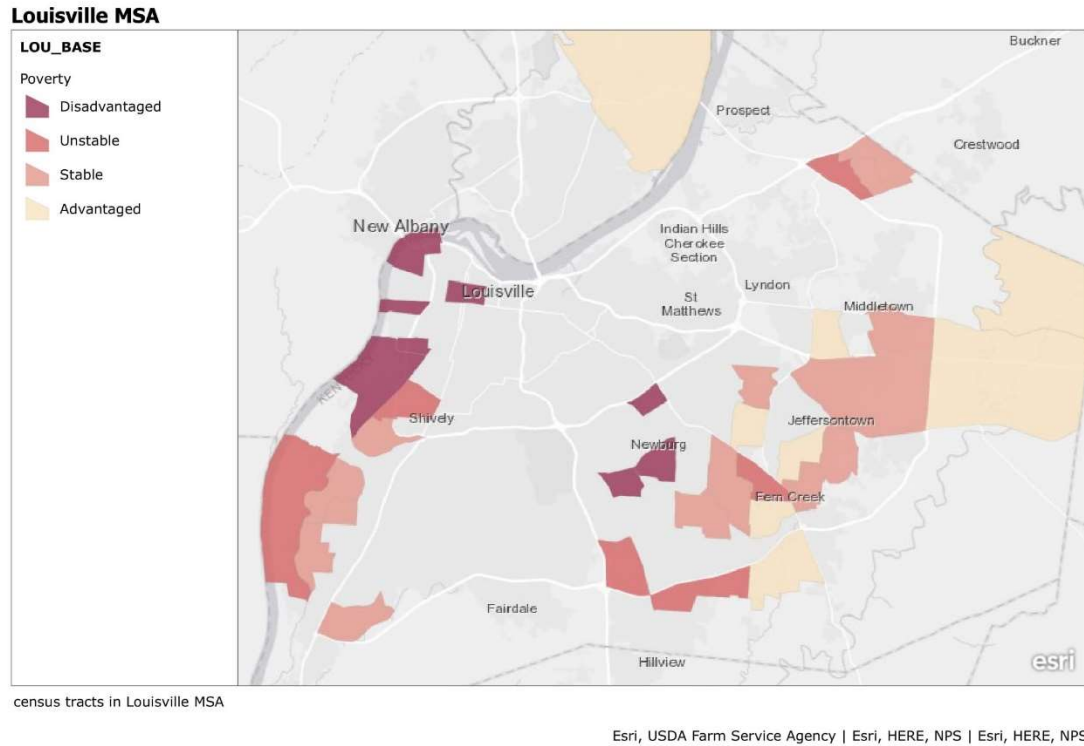 Louisville MSA
LOU_BASE
Poverty
Disadvantaged
Unstable
Stable
Advantaged
Buckner
Prospect
Crestwood
New Albany
Indian Hills
Cherokee
Section
Louisville
Lyndon
St
Matthews
Middletown
KEN
Shively
Jeffersontown
Newburg
Fern Creek
Fairdale
Hillview
esri
census tracts in Louisville MSA
Esri, USDA Farm Service Agency | Esri, HERE, NPS | Esri, HERE, NPS